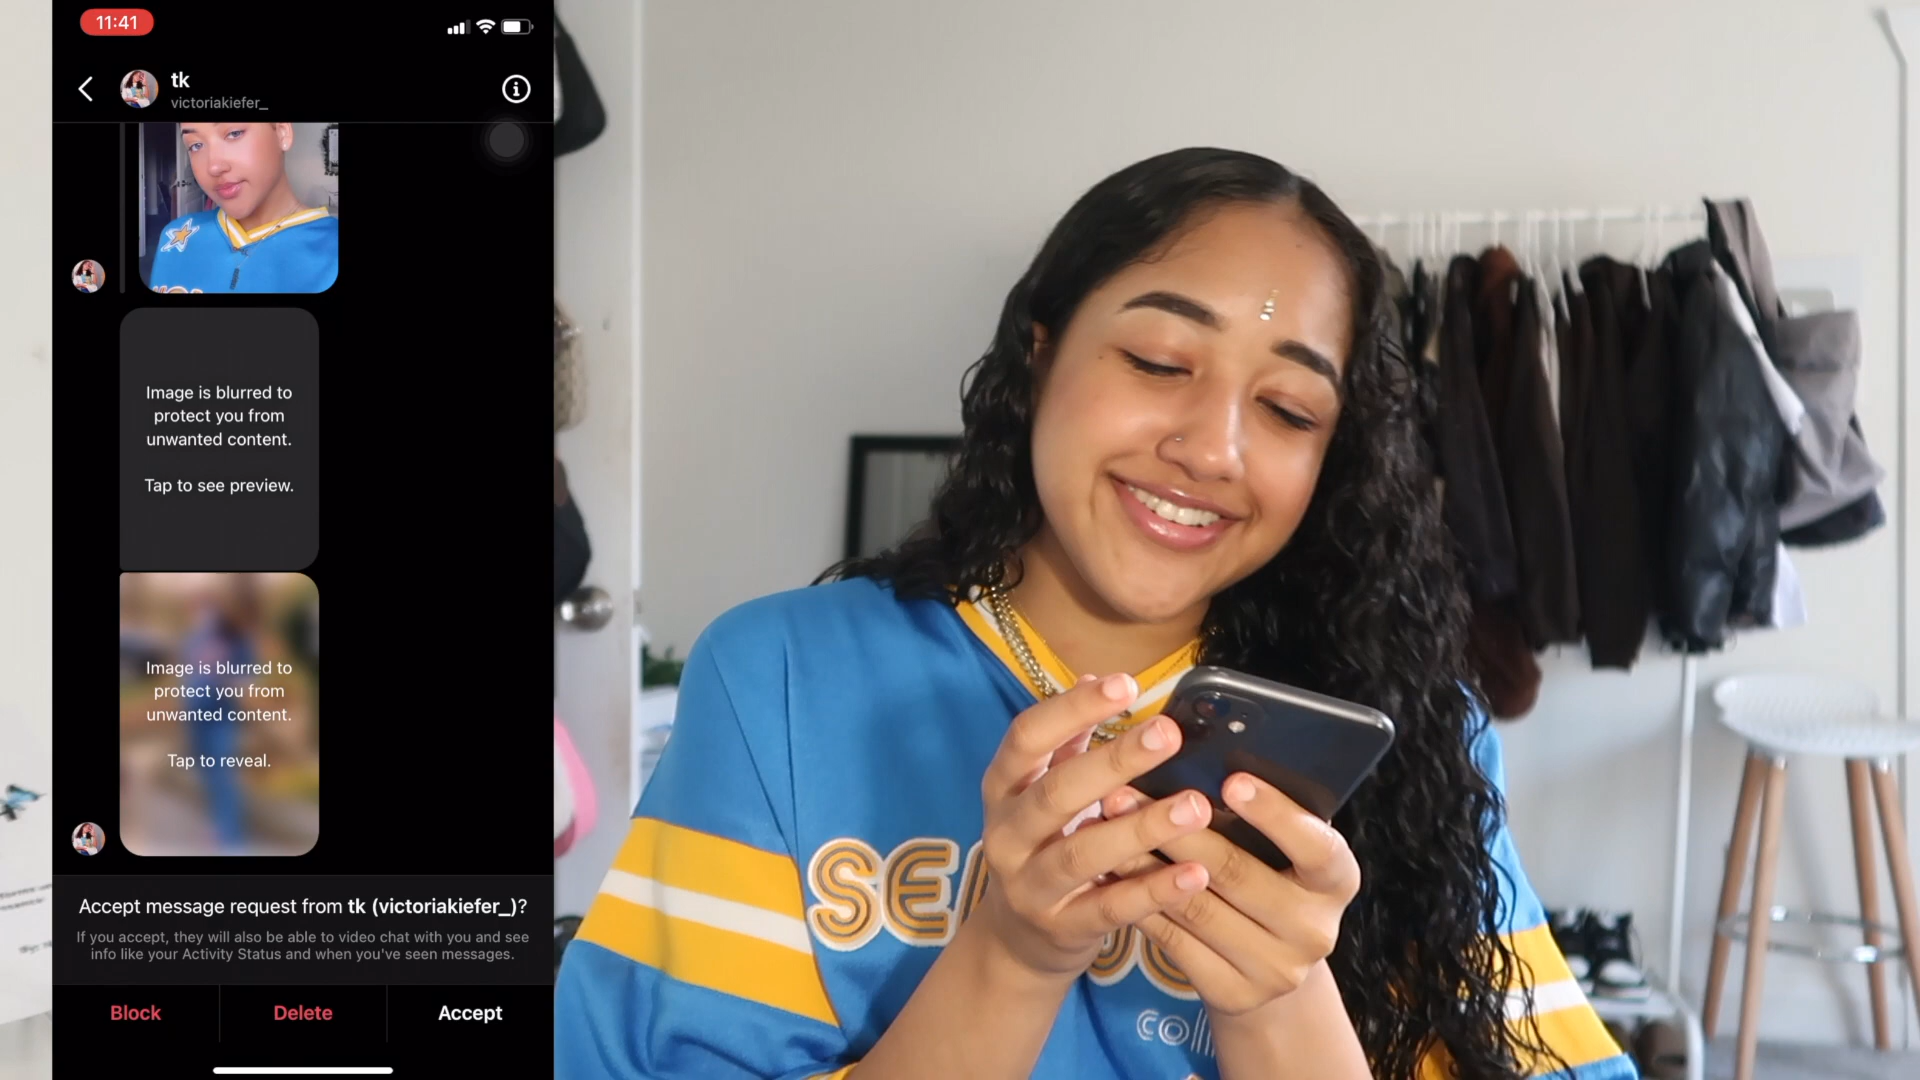 11:41
tk
victoriakiefer_
Image is blurred to
protect you from
unwanted content.
Tap to see preview.
Image is blurred to
protect you from
unwanted content.
Tap to reveal.
Accept message request from tk (victoriakiefer_)?
If you accept, they will also be able to video chat with you and see
info like your Activity Status and when you've seen messages.
Block
Delete
Accept